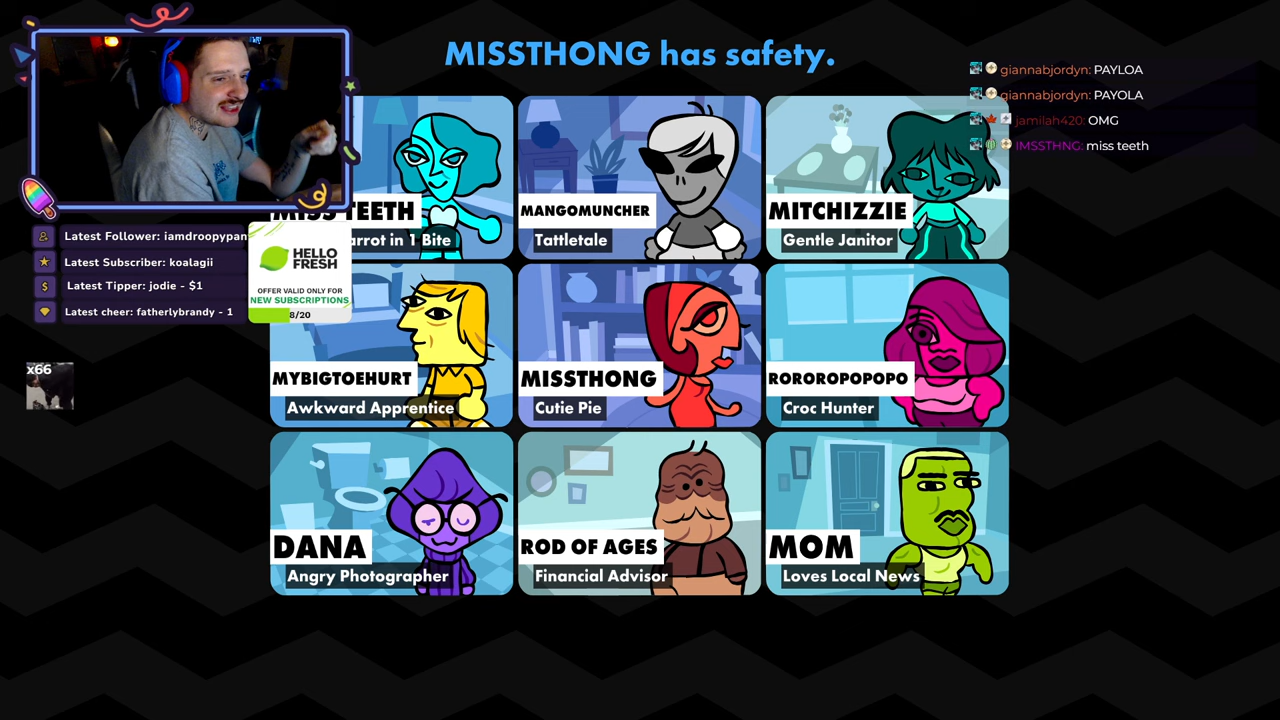 MISSTHONG has safety.
giannabjordyn: PAYLOA
giannabjordyn: PAYOLA
jamilah420: OMG
IMSSTHNG: miss teeth
MISS TEETH
arrot in 1 Bite
MANGOMUNCHER
Tattletale
MITCHIZZIE
Gentle Janitor
Latest Follower: iamdroopypan
Latest Subscriber: koalagii
Latest Tipper: jodie - $1
Latest cheer: fatherlybrandy - 1
HELLO
FRESH
OFFER VALID ONLY FOR
NEW SUBSCRIPTIONS
8/20
x66
MYBIGTOEHURT
Awkward Apprentice
MISSTHONG
Cutie Pie
ROROROPOPOPO
Croc Hunter
DANA
Angry Photographer
ROD OF AGES
Financial Advisor
MOM
Loves Local News